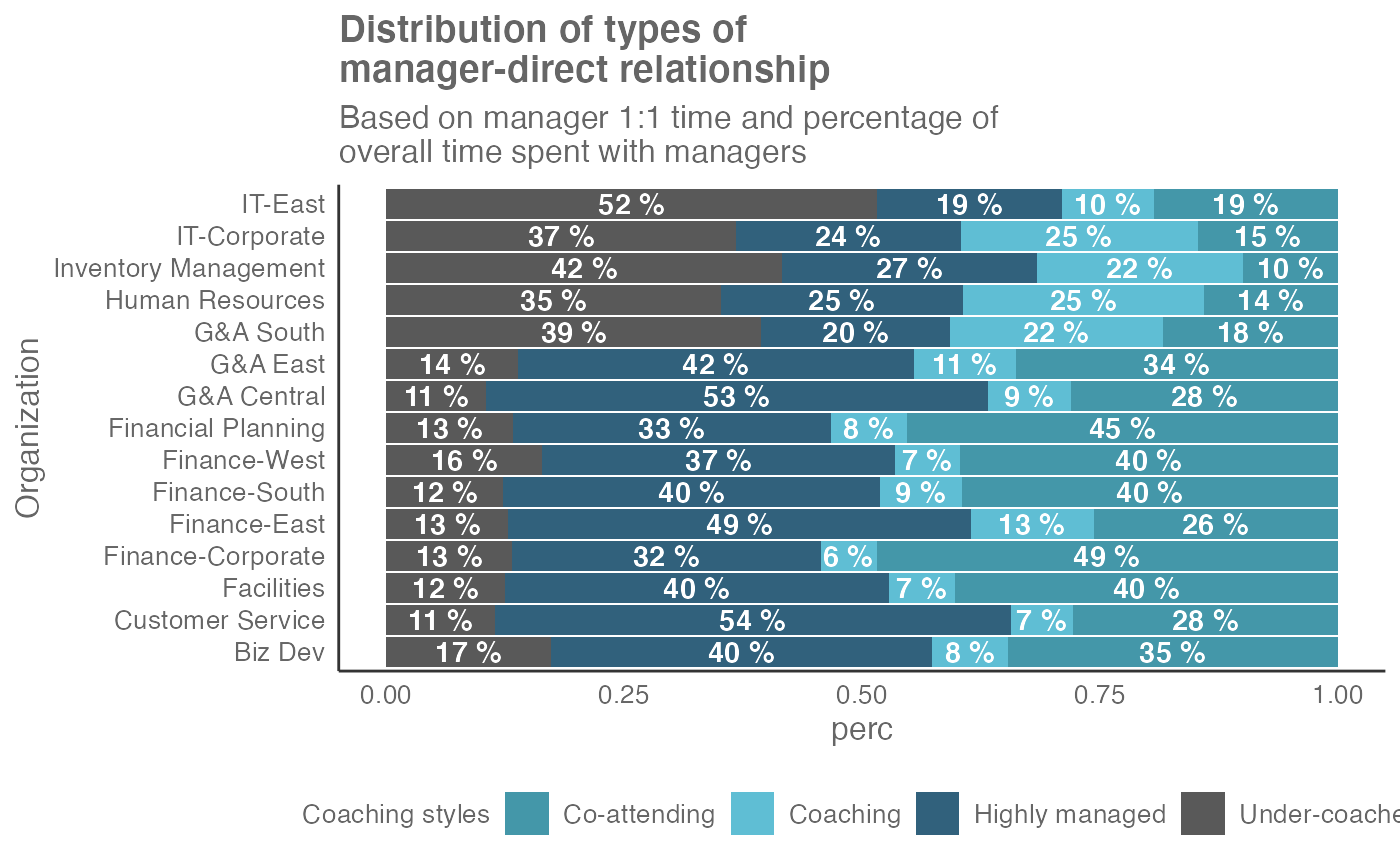 Distribution of types of
manager-direct relationship
Based on manager 1:1 time and percentage of
overall time spent with managers
Organization
IT-East 52 % 19 % 10 % 19 %
IT-Corporate 37 % 24 % 25 % 15 %
Inventory Management 42 % 27 % 22 % 10 %
Human Resources 35 % 25 % 25 % 14 %
G&A South 39 % 20 % 22 % 18 %
G&A East 14 % 42 % 11 % 34 %
G&A Central 11 % 53 % 9 % 28 %
Financial Planning 13 % 33 % 8 % 45 %
Finance-West 16 % 37 % 7 % 40 %
Finance-South 12 % 40 % 9 % 40 %
Finance-East 13 % 49 % 13 % 26 %
Finance-Corporate 13 % 32 % 6 % 49 %
Facilities 12 % 40 % 7 % 40 %
Customer Service 11 % 54 % 7 % 28 %
Biz Dev 17 % 40 % 8 % 35 %
0.00 0.25 0.50 0.75 1.00
perc
Coaching styles Co-attending Coaching Highly managed Under-coache